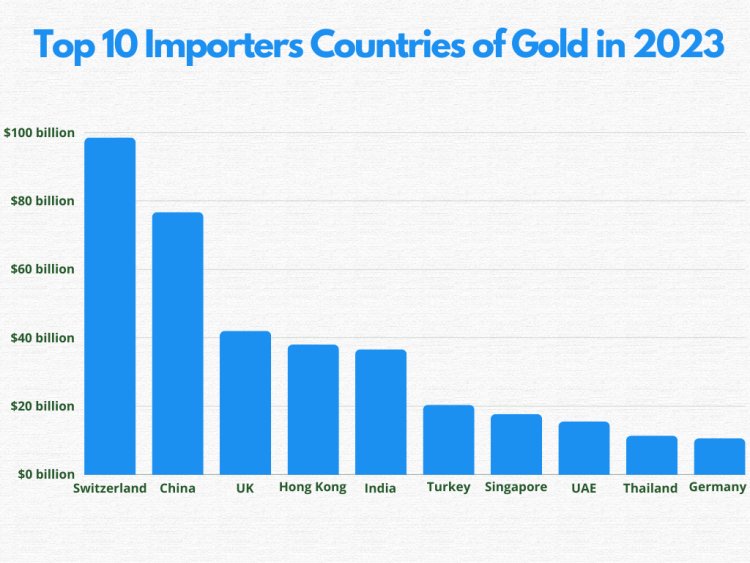 Top 10 Importers Countries of Gold in 2023
$100 billion
$80 billion
$60 billion
$40 billion
$20 billion
$0 billion
Switzerland China UK Hong Kong India Turkey Singapore UAE Thailand Germany